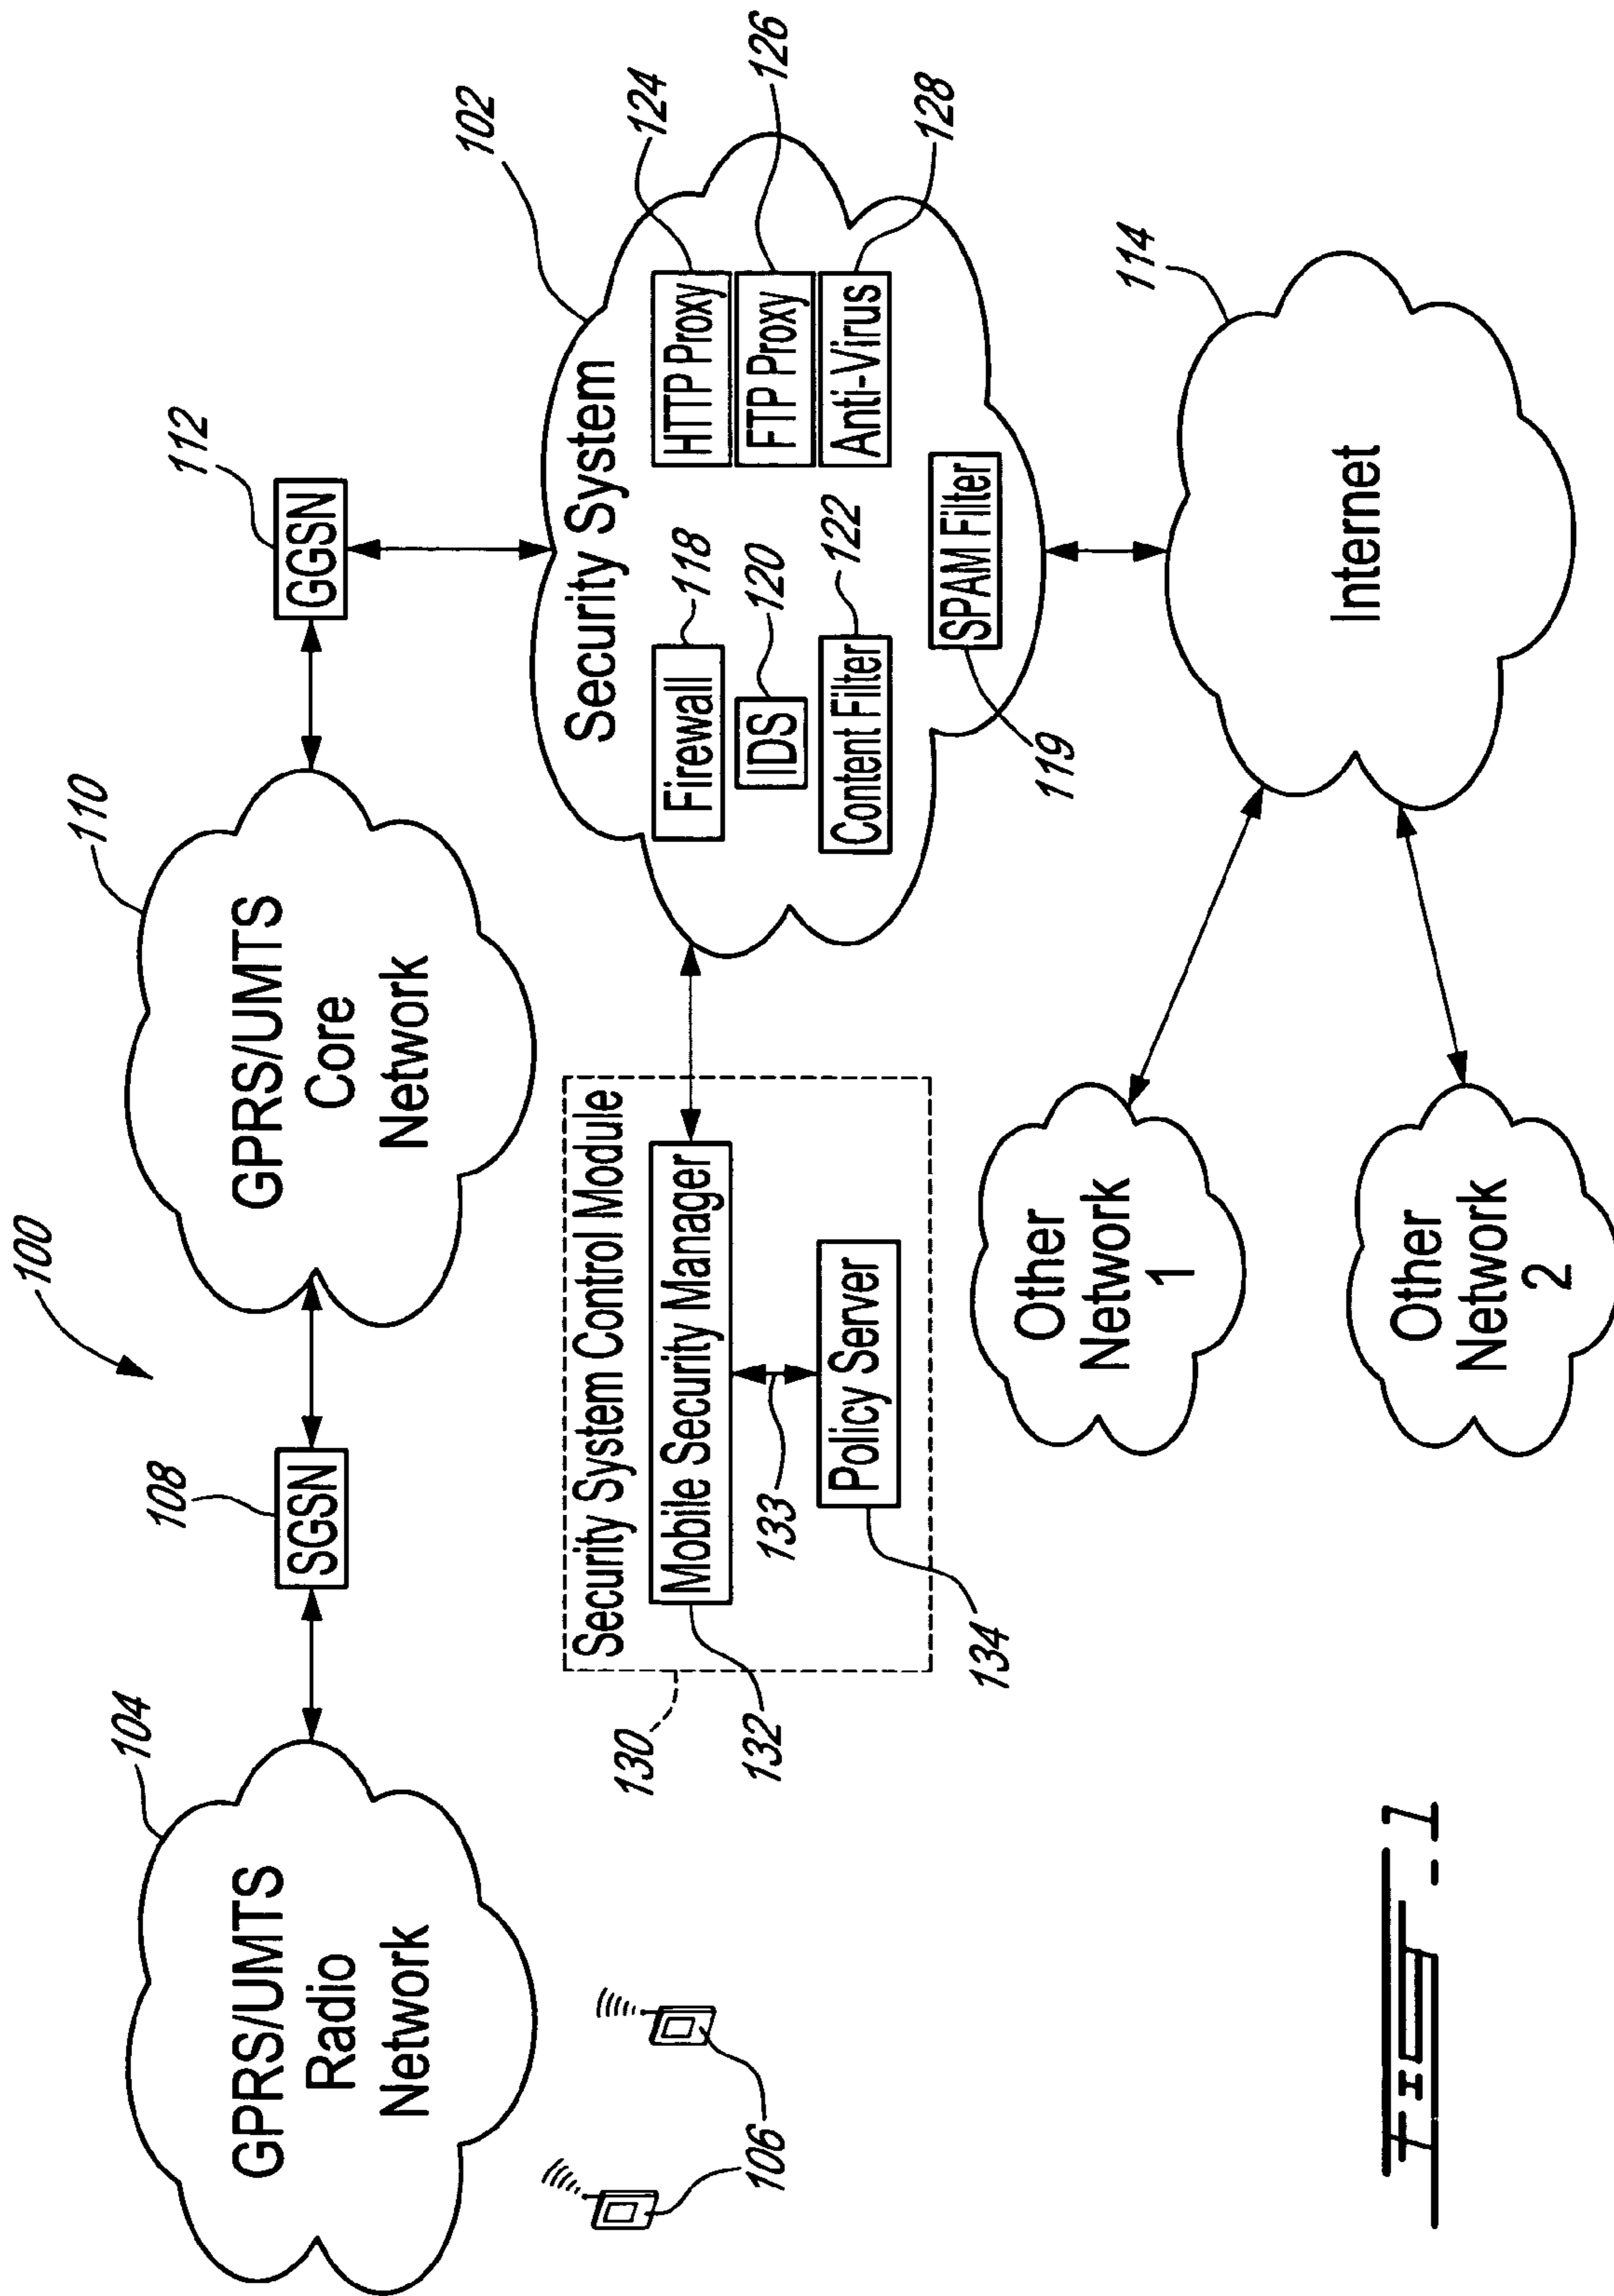 100
104
GPRS/UMTS
Radio
Network
106
108
SGSN
110
GPRS/UMTS
Core
Network
112
GGSN
102
Security System
Firewall
118
IDS
120
Content Filter
122
HTTP Proxy
124
FTP Proxy
126
Anti-Virus
128
SPAM Filter
119
Security System Control Module
Mobile Security Manager
133
Policy Server
130
132
134
114
Internet
Other
Network
1
Other
Network
2
FIG - 1